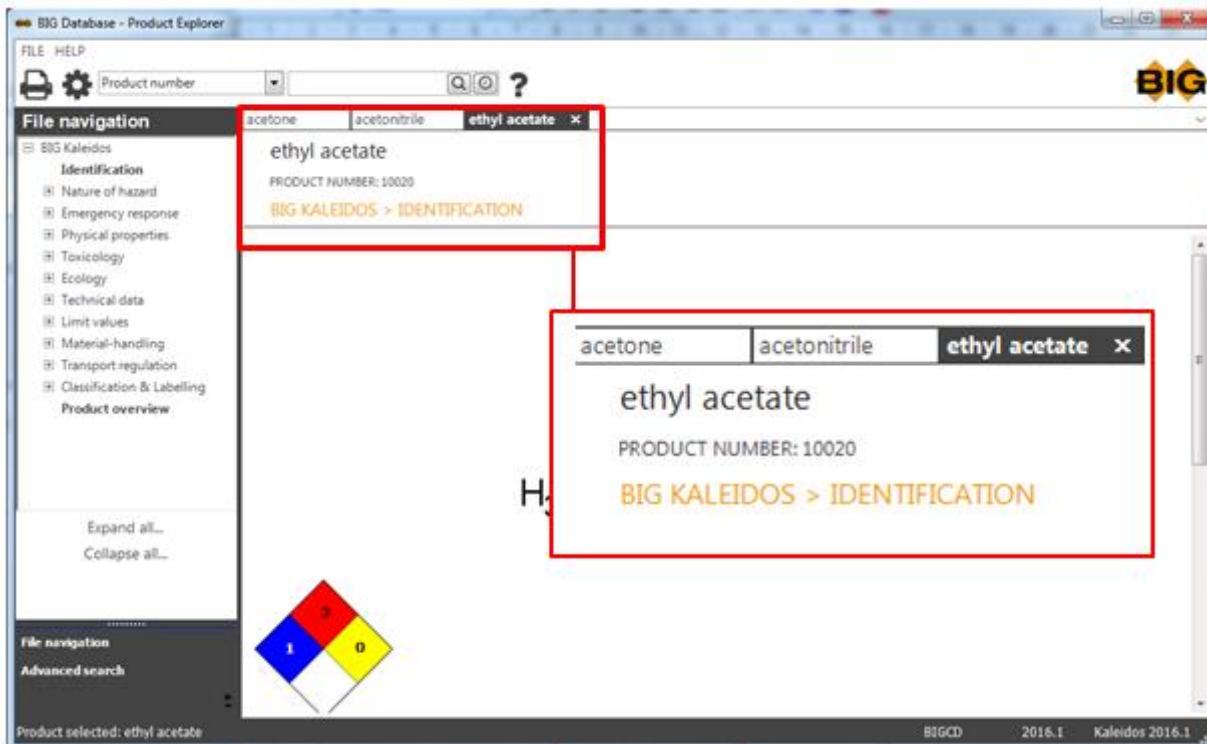 BIG Database - Product Explorer
FILE HELP
Product number
?
BIG
File navigation
BIG Kaleidos
Identification
Nature of hazard
Emergency response
Physical properties
Toxicology
Ecology
Technical data
Limit values
Material-handling
Transport regulation
Classification & Labelling
Product overview
Expand all...
Collapse all...
File navigation
Advanced search
acetone acetonitrile ethyl acetate ×
ethyl acetate
PRODUCT NUMBER: 10020
BIG KALEIDOS > IDENTIFICATION
acetone acetonitrile ethyl acetate ×
ethyl acetate
PRODUCT NUMBER: 10020
BIG KALEIDOS > IDENTIFICATION
3
1 0
Product selected: ethyl acetate BIGCD 2016.1 Kaleidos 2016.1